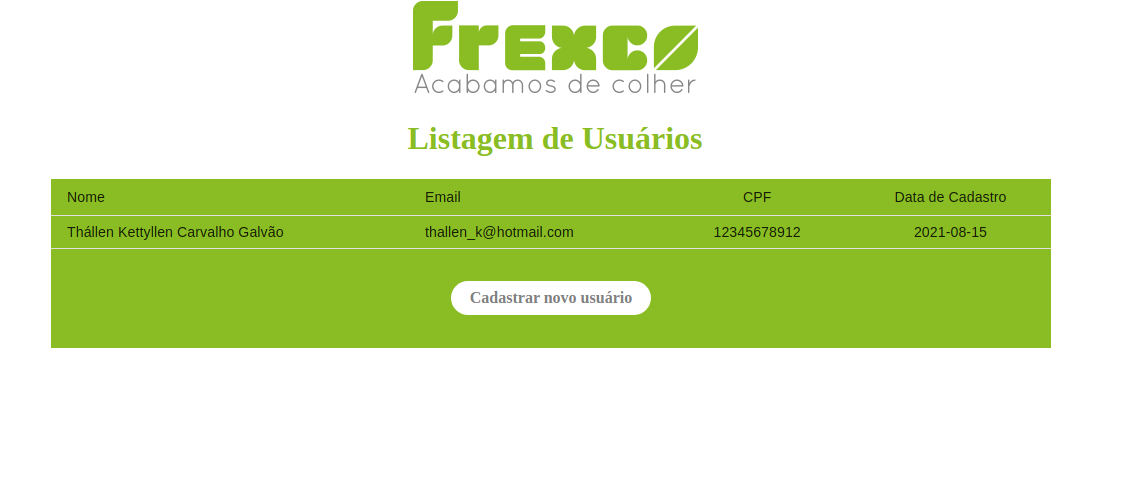 Frexco
Acabamos de colher
Listagem de Usuários
Nome Email CPF Data de Cadastro
Thállen Kettyllen Carvalho Galvão thallen_k@hotmail.com 12345678912 2021-08-15
Cadastrar novo usuário